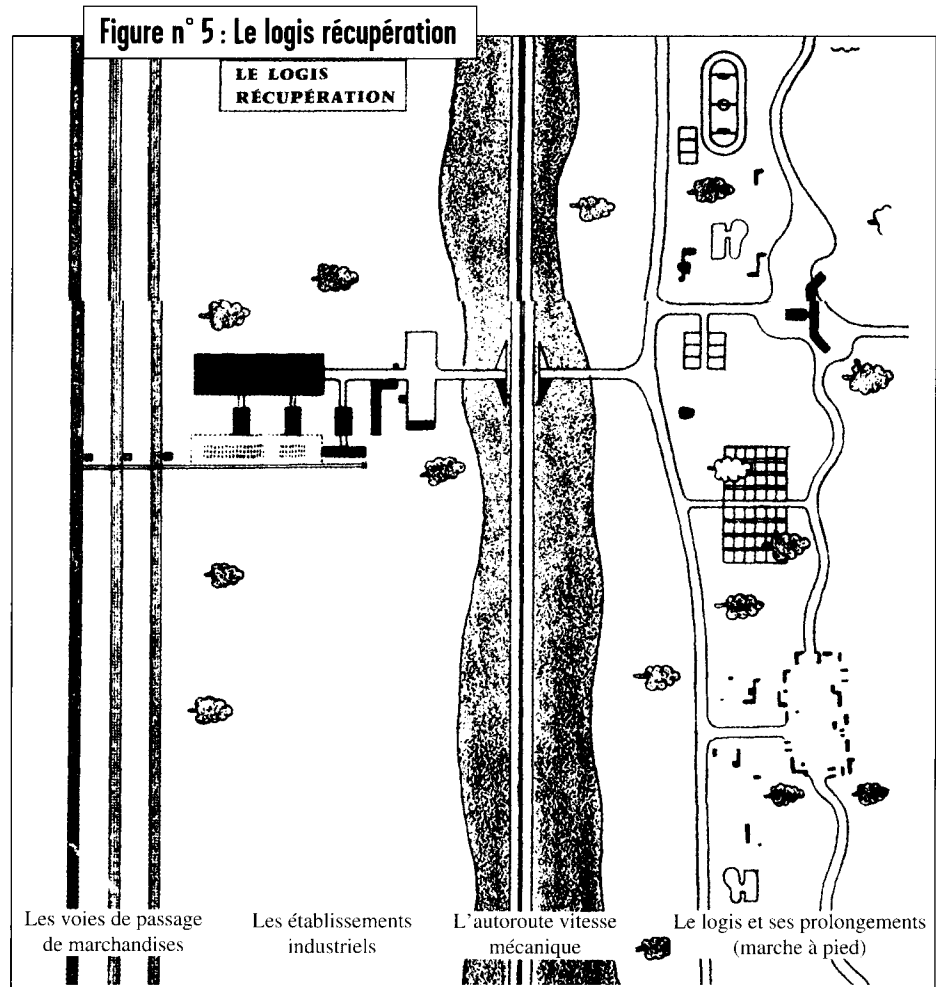 Figure n° 5 : Le logis récupération
LE LOGIS
RÉCUPÉRATION
Les voies de passage
de marchandises
Les établissements
industriels
L'autoroute vitesse
mécanique
Le logis et ses prolongements
(marche à pied)